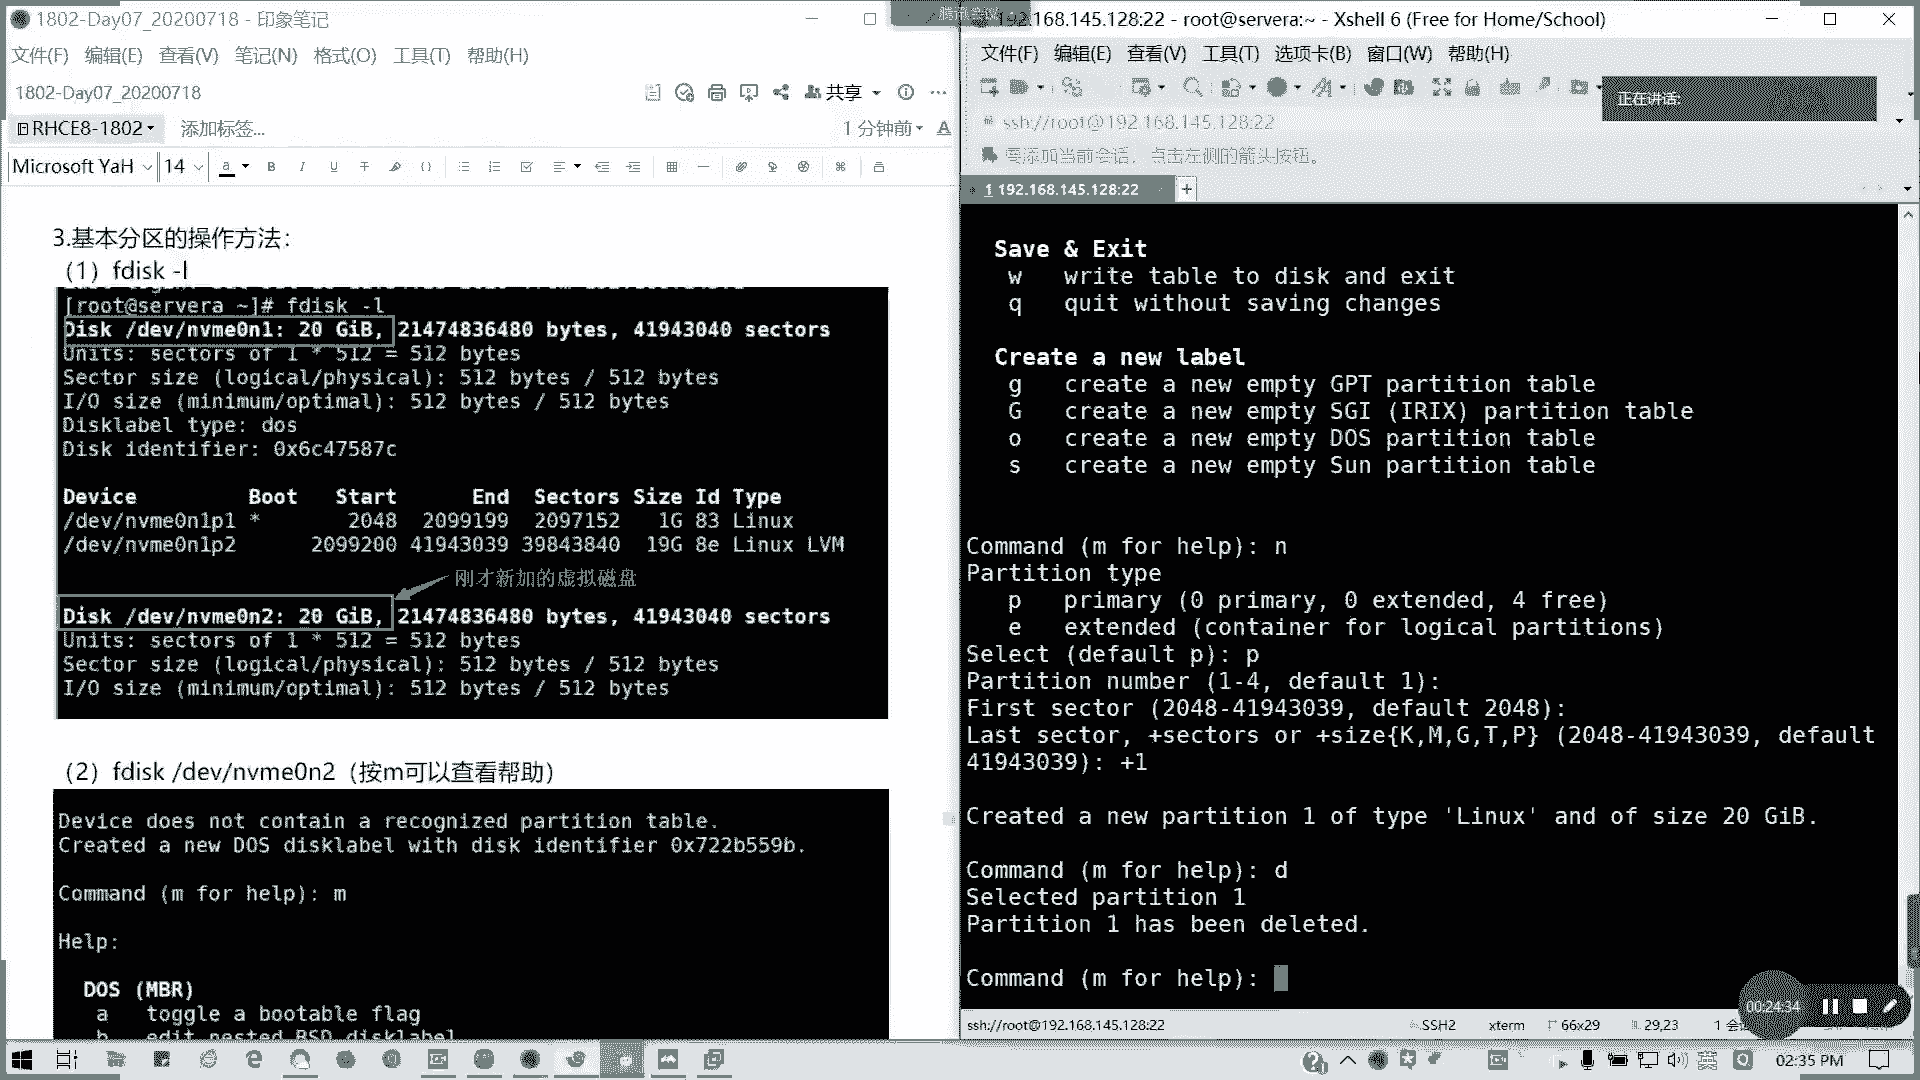 1802-Day07_20200718 - 印象笔记
文件(F) 编辑(E) 查看(V) 笔记(N) 格式(O) 工具(T) 帮助(H)
1802-Day07_20200718
共享
RHCE8-1802 添加标签...
1 分钟前
Microsoft YaH 14
3.基本分区的操作方法：
（1）fdisk -l
[root@servera ~]# fdisk -l
Disk /dev/nvme0n1: 20 GiB, 21474836480 bytes, 41943040 sectors
Units: sectors of 1 * 512 = 512 bytes
Sector size (logical/physical): 512 bytes / 512 bytes
I/O size (minimum/optimal): 512 bytes / 512 bytes
Disklabel type: dos
Disk identifier: 0x6c47587c
Device Boot Start End Sectors Size Id Type
/dev/nvme0n1p1 * 2048 2099199 2097152 1G 83 Linux
/dev/nvme0n1p2 2099200 41943039 39843840 19G 8e Linux LVM
刚才新加的虚拟磁盘
Disk /dev/nvme0n2: 20 GiB, 21474836480 bytes, 41943040 sectors
Units: sectors of 1 * 512 = 512 bytes
Sector size (logical/physical): 512 bytes / 512 bytes
I/O size (minimum/optimal): 512 bytes / 512 bytes
（2）fdisk /dev/nvme0n2（按m可以查看帮助）
Device does not contain a recognized partition table.
Created a new DOS disklabel with disk identifier 0x722b559b.
Command (m for help): m
Help:
DOS (MBR)
a toggle a bootable flag
b edit nested BSD disklabel
腾讯会议
192.168.145.128:22 - root@servera:~ - Xshell 6 (Free for Home/School)
文件(F) 编辑(E) 查看(V) 工具(T) 选项卡(B) 窗口(W) 帮助(H)
正在讲话:
ssh://root@192.168.145.128:22
要添加当前会话，点击左侧的箭头按钮。
1 192.168.145.128:22 +
Save & Exit
w write table to disk and exit
q quit without saving changes
Create a new label
g create a new empty GPT partition table
G create a new empty SGI (IRIX) partition table
o create a new empty DOS partition table
s create a new empty Sun partition table
Command (m for help): n
Partition type
p primary (0 primary, 0 extended, 4 free)
e extended (container for logical partitions)
Select (default p): p
Partition number (1-4, default 1):
First sector (2048-41943039, default 2048):
Last sector, +sectors or +size{K,M,G,T,P} (2048-41943039, default
41943039): +1
Created a new partition 1 of type 'Linux' and of size 20 GiB.
Command (m for help): d
Selected partition 1
Partition 1 has been deleted.
Command (m for help):
00:24:34
ssh://root@192.168.145.128:22 SSH2 xterm 66x29 29,23 1
英 02:35 PM